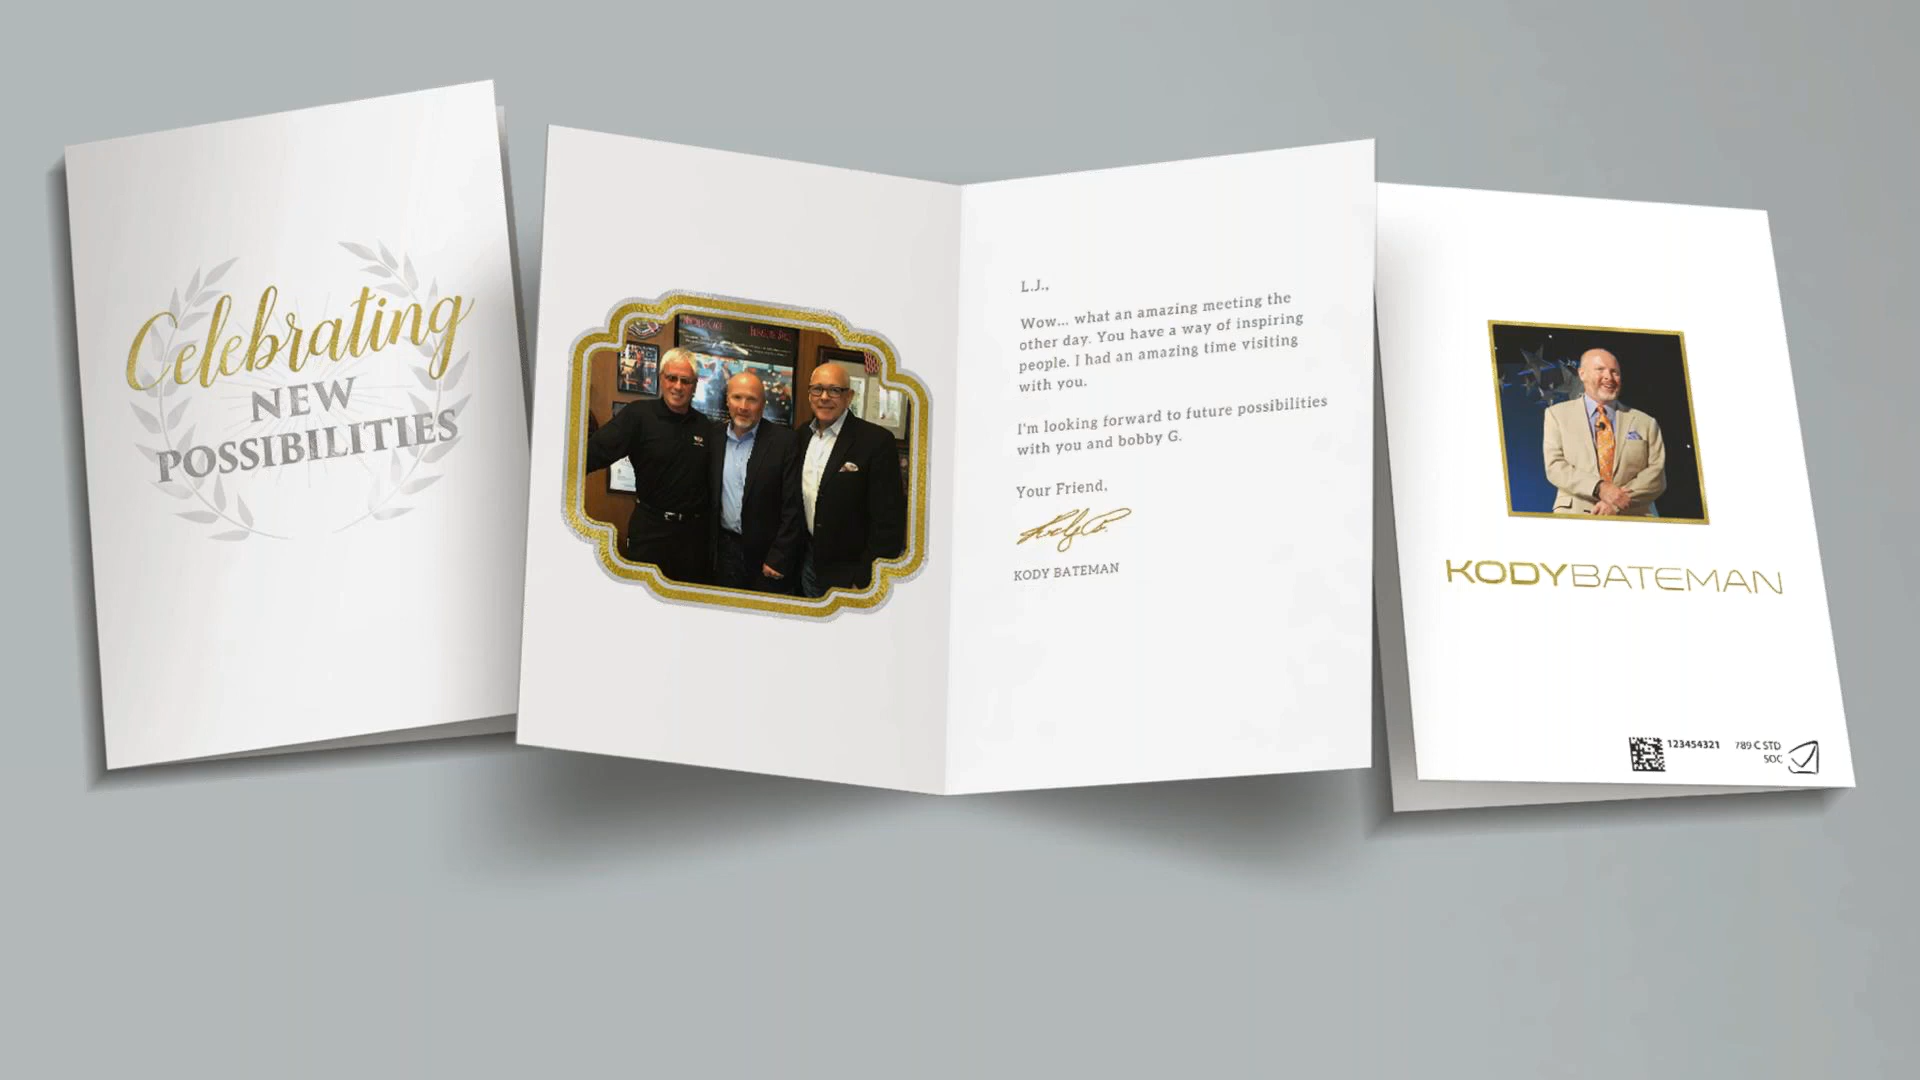 Celebrating
NEW
POSSIBILITIES
L.J.,
Wow... what an amazing meeting the
other day. You have a way of inspiring
people. I had an amazing time visiting
with you.
I'm looking forward to future possibilities
with you and bobby G.
Your Friend,
KODY BATEMAN
KODYBATEMAN
123454321
789 C STD
SOC